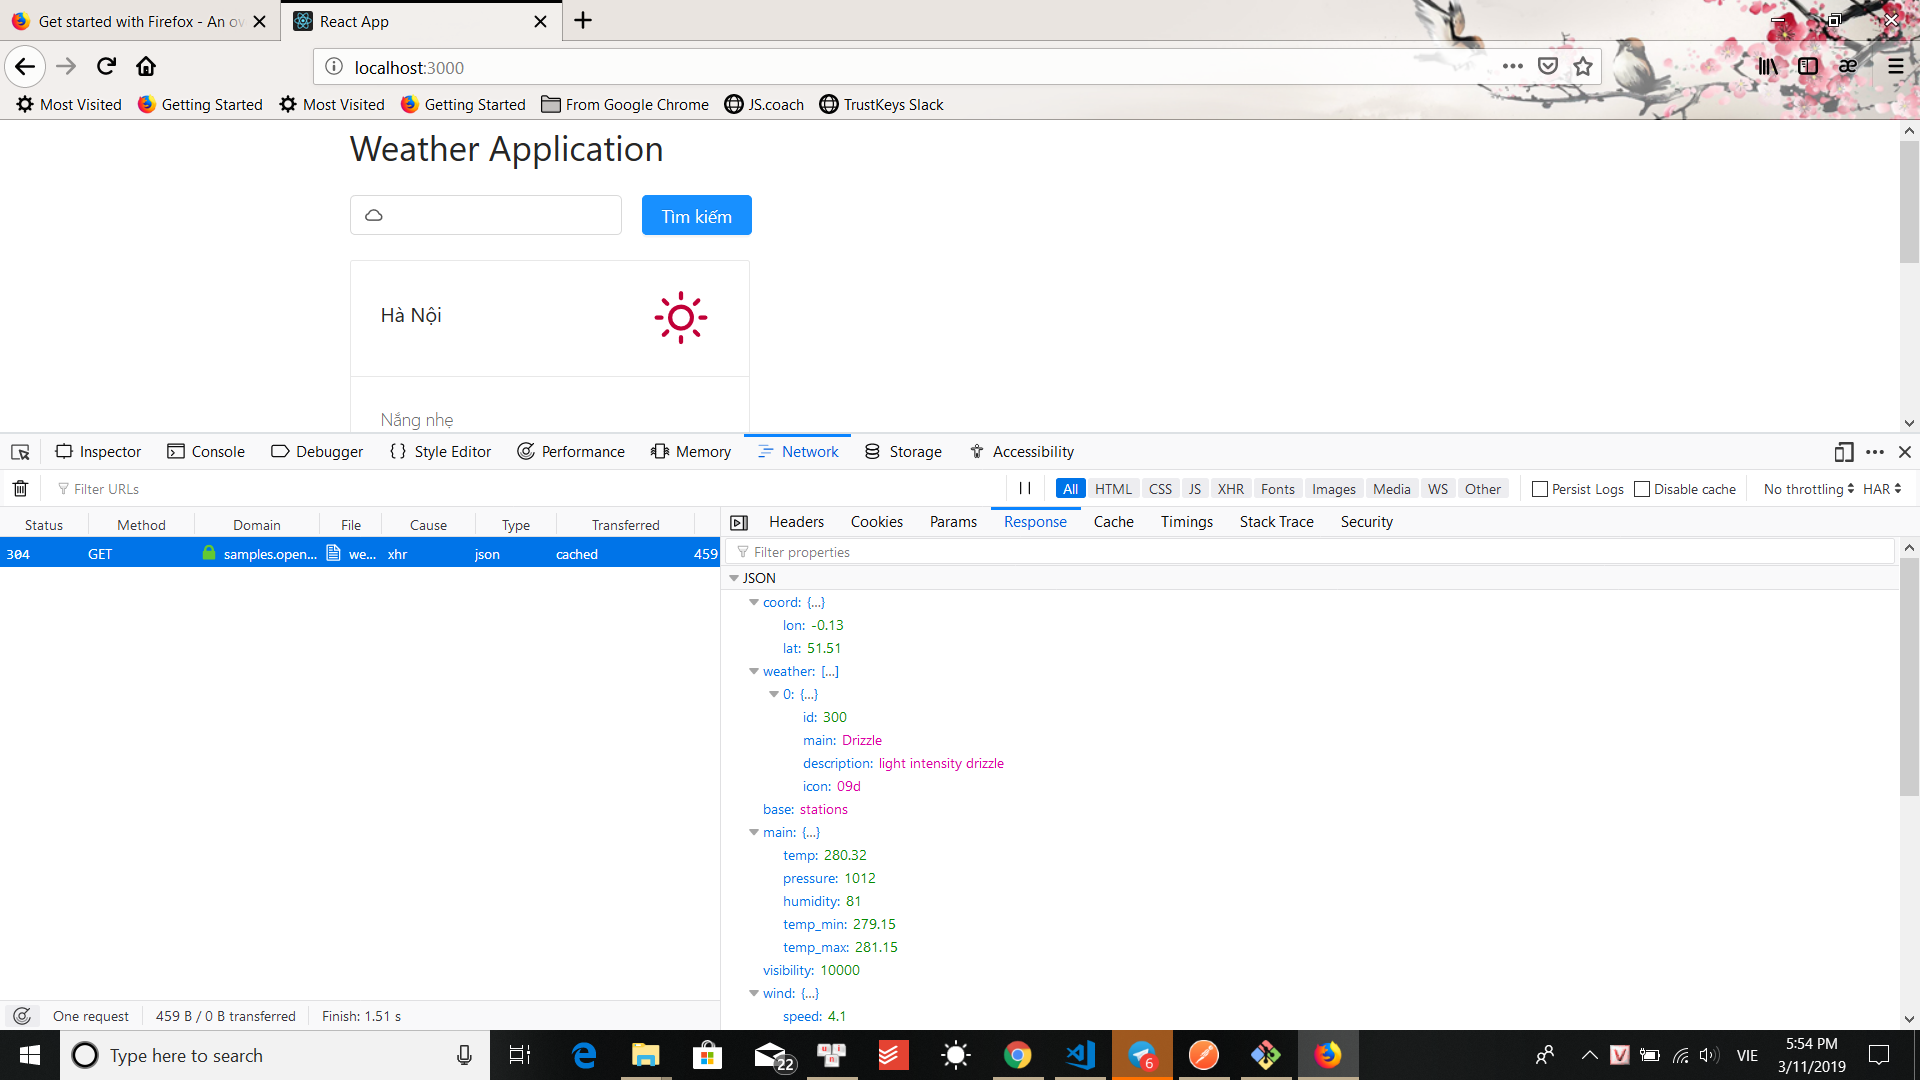 Get started with Firefox - An ov
React App
localhost:3000
Most Visited
Getting Started
Most Visited
Getting Started
From Google Chrome
JS.coach
TrustKeys Slack
Weather Application
Tìm kiếm
Hà Nội
Nắng nhẹ
Inspector
Console
Debugger
Style Editor
Performance
Memory
Network
Storage
Accessibility
Filter URLs
All
HTML
CSS
JS
XHR
Fonts
Images
Media
WS
Other
Persist Logs
Disable cache
No throttling
HAR
Status
Method
Domain
File
Cause
Type
Transferred
304
GET
samples.open...
we...
xhr
json
cached
459
Headers
Cookies
Params
Response
Cache
Timings
Stack Trace
Security
Filter properties
JSON
coord: {...}
lon: -0.13
lat: 51.51
weather: [...]
0: {...}
id: 300
main: Drizzle
description: light intensity drizzle
icon: 09d
base: stations
main: {...}
temp: 280.32
pressure: 1012
humidity: 81
temp_min: 279.15
temp_max: 281.15
visibility: 10000
wind: {...}
speed: 4.1
One request
459 B / 0 B transferred
Finish: 1.51 s
Type here to search
22
6
VIE
5:54 PM
3/11/2019